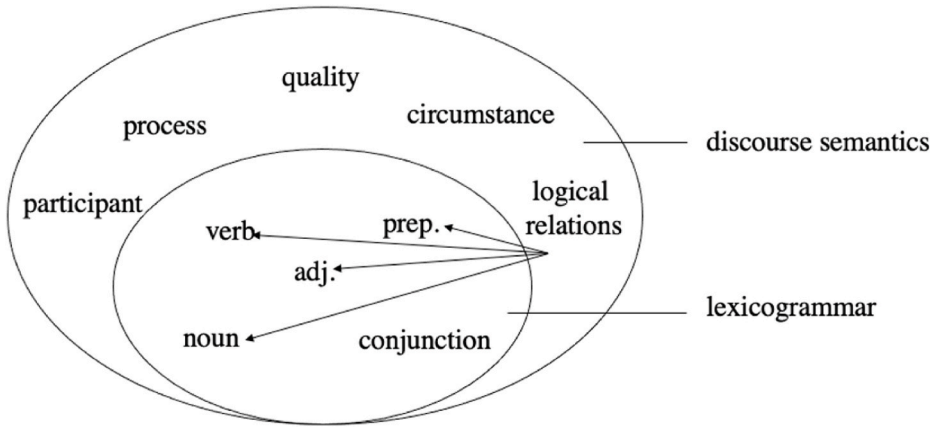 quality
circumstance
process
discourse semantics
participant
logical
relations
verb
prep.
adj.
lexicogrammar
noun
conjunction